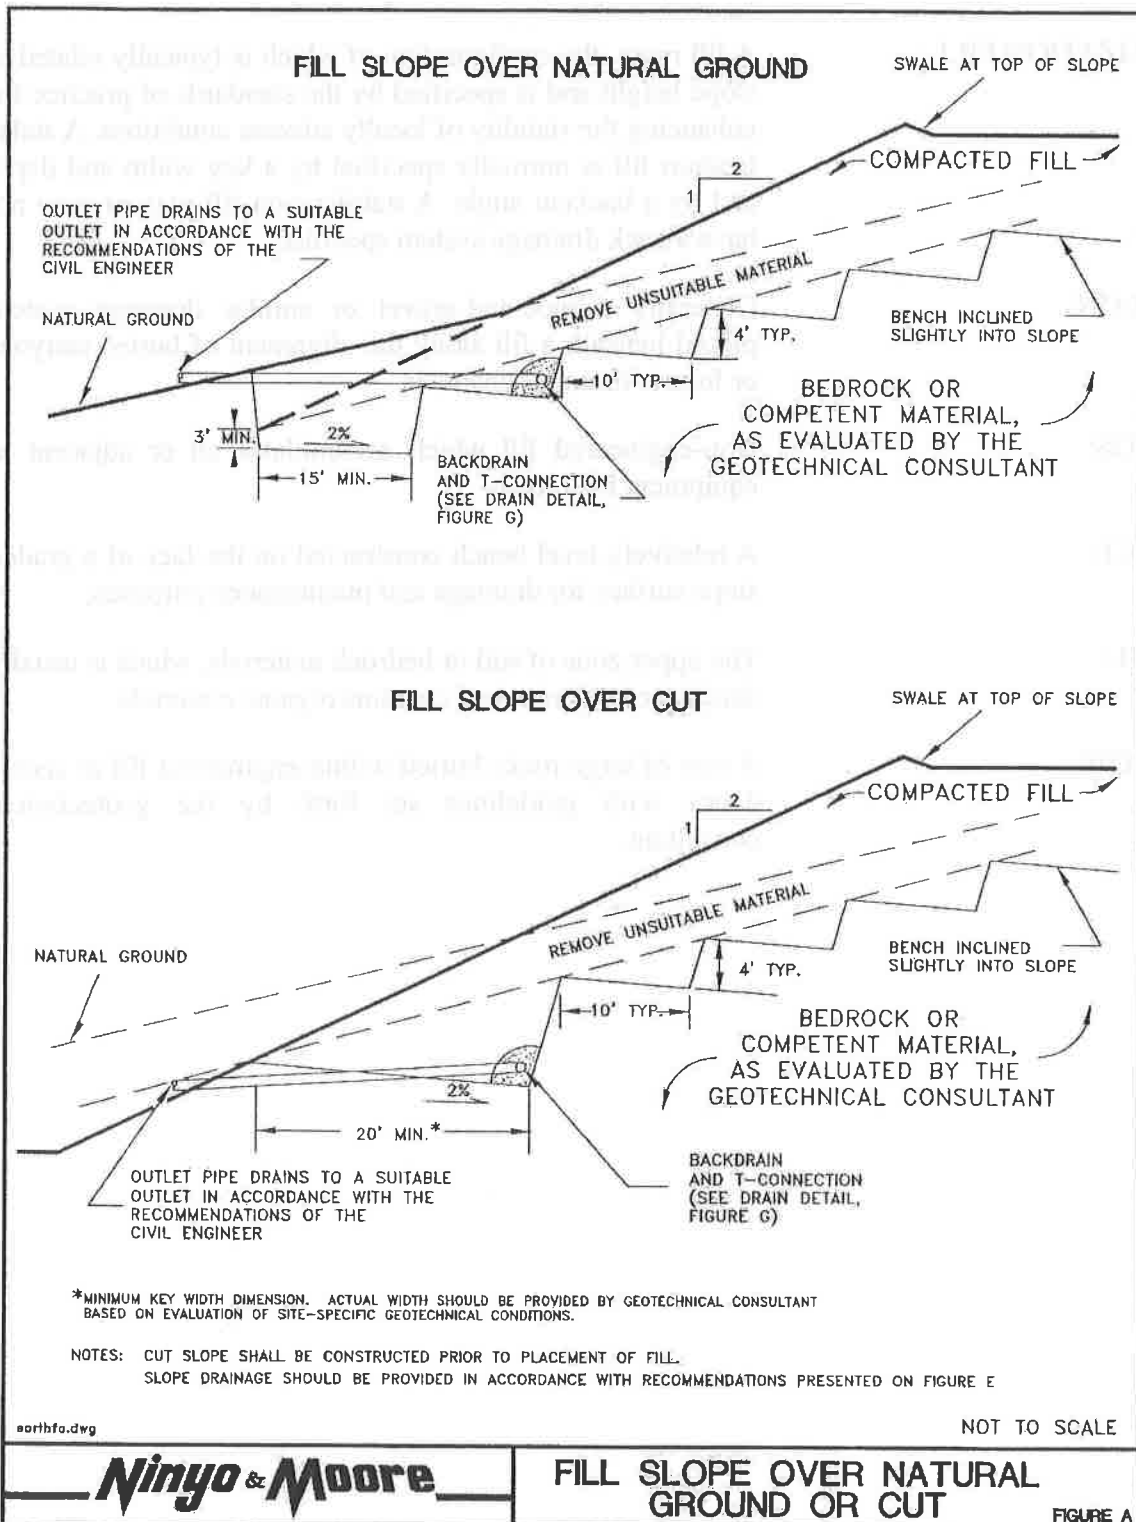 FILL SLOPE OVER NATURAL GROUND
SWALE AT TOP OF SLOPE
COMPACTED FILL
2
1
OUTLET PIPE DRAINS TO A SUITABLE
OUTLET IN ACCORDANCE WITH THE
RECOMMENDATIONS OF THE
CIVIL ENGINEER
REMOVE UNSUITABLE MATERIAL
NATURAL GROUND
4' TYP.
BENCH INCLINED
SLIGHTLY INTO SLOPE
10' TYP.
BEDROCK OR
COMPETENT MATERIAL,
AS EVALUATED BY THE
GEOTECHNICAL CONSULTANT
3' MIN.
2%
15' MIN.
BACKDRAIN
AND T-CONNECTION
(SEE DRAIN DETAIL,
FIGURE G)
FILL SLOPE OVER CUT
SWALE AT TOP OF SLOPE
COMPACTED FILL
2
1
REMOVE UNSUITABLE MATERIAL
NATURAL GROUND
4' TYP.
BENCH INCLINED
SLIGHTLY INTO SLOPE
10' TYP.
BEDROCK OR
COMPETENT MATERIAL,
AS EVALUATED BY THE
GEOTECHNICAL CONSULTANT
2%
20' MIN.*
OUTLET PIPE DRAINS TO A SUITABLE
OUTLET IN ACCORDANCE WITH THE
RECOMMENDATIONS OF THE
CIVIL ENGINEER
BACKDRAIN
AND T-CONNECTION
(SEE DRAIN DETAIL,
FIGURE G)
*MINIMUM KEY WIDTH DIMENSION. ACTUAL WIDTH SHOULD BE PROVIDED BY GEOTECHNICAL CONSULTANT
BASED ON EVALUATION OF SITE-SPECIFIC GEOTECHNICAL CONDITIONS.
NOTES: CUT SLOPE SHALL BE CONSTRUCTED PRIOR TO PLACEMENT OF FILL.
SLOPE DRAINAGE SHOULD BE PROVIDED IN ACCORDANCE WITH RECOMMENDATIONS PRESENTED ON FIGURE E
earthfa.dwg
NOT TO SCALE
Ninyo & Moore
FILL SLOPE OVER NATURAL
GROUND OR CUT
FIGURE A